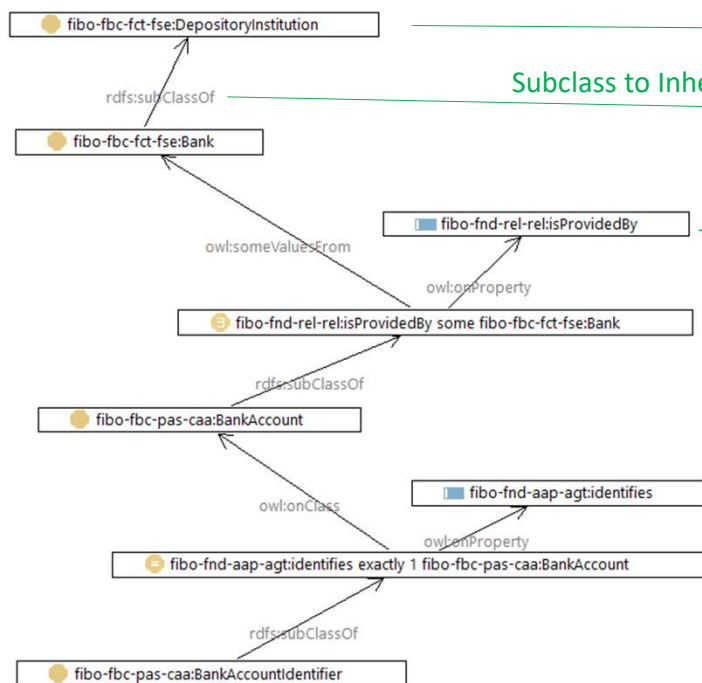 fibo-fbc-fct-fse:DepositoryInstitution
Subclass to Inhe
rdfs:subClassOf
fibo-fbc-fct-fse:Bank
fibo-fnd-rel-rel:isProvidedBy
owl:someValuesFrom
owl:onProperty
fibo-fnd-rel-rel:isProvidedBy some fibo-fbc-fct-fse:Bank
rdfs:subClassOf
fibo-fbc-pas-caa:BankAccount
fibo-fnd-aap-agt:identifies
owl:onClass
owl:onProperty
fibo-fnd-aap-agt:identifies exactly 1 fibo-fbc-pas-caa:BankAccount
rdfs:subClassOf
fibo-fbc-pas-caa:BankAccountIdentifier